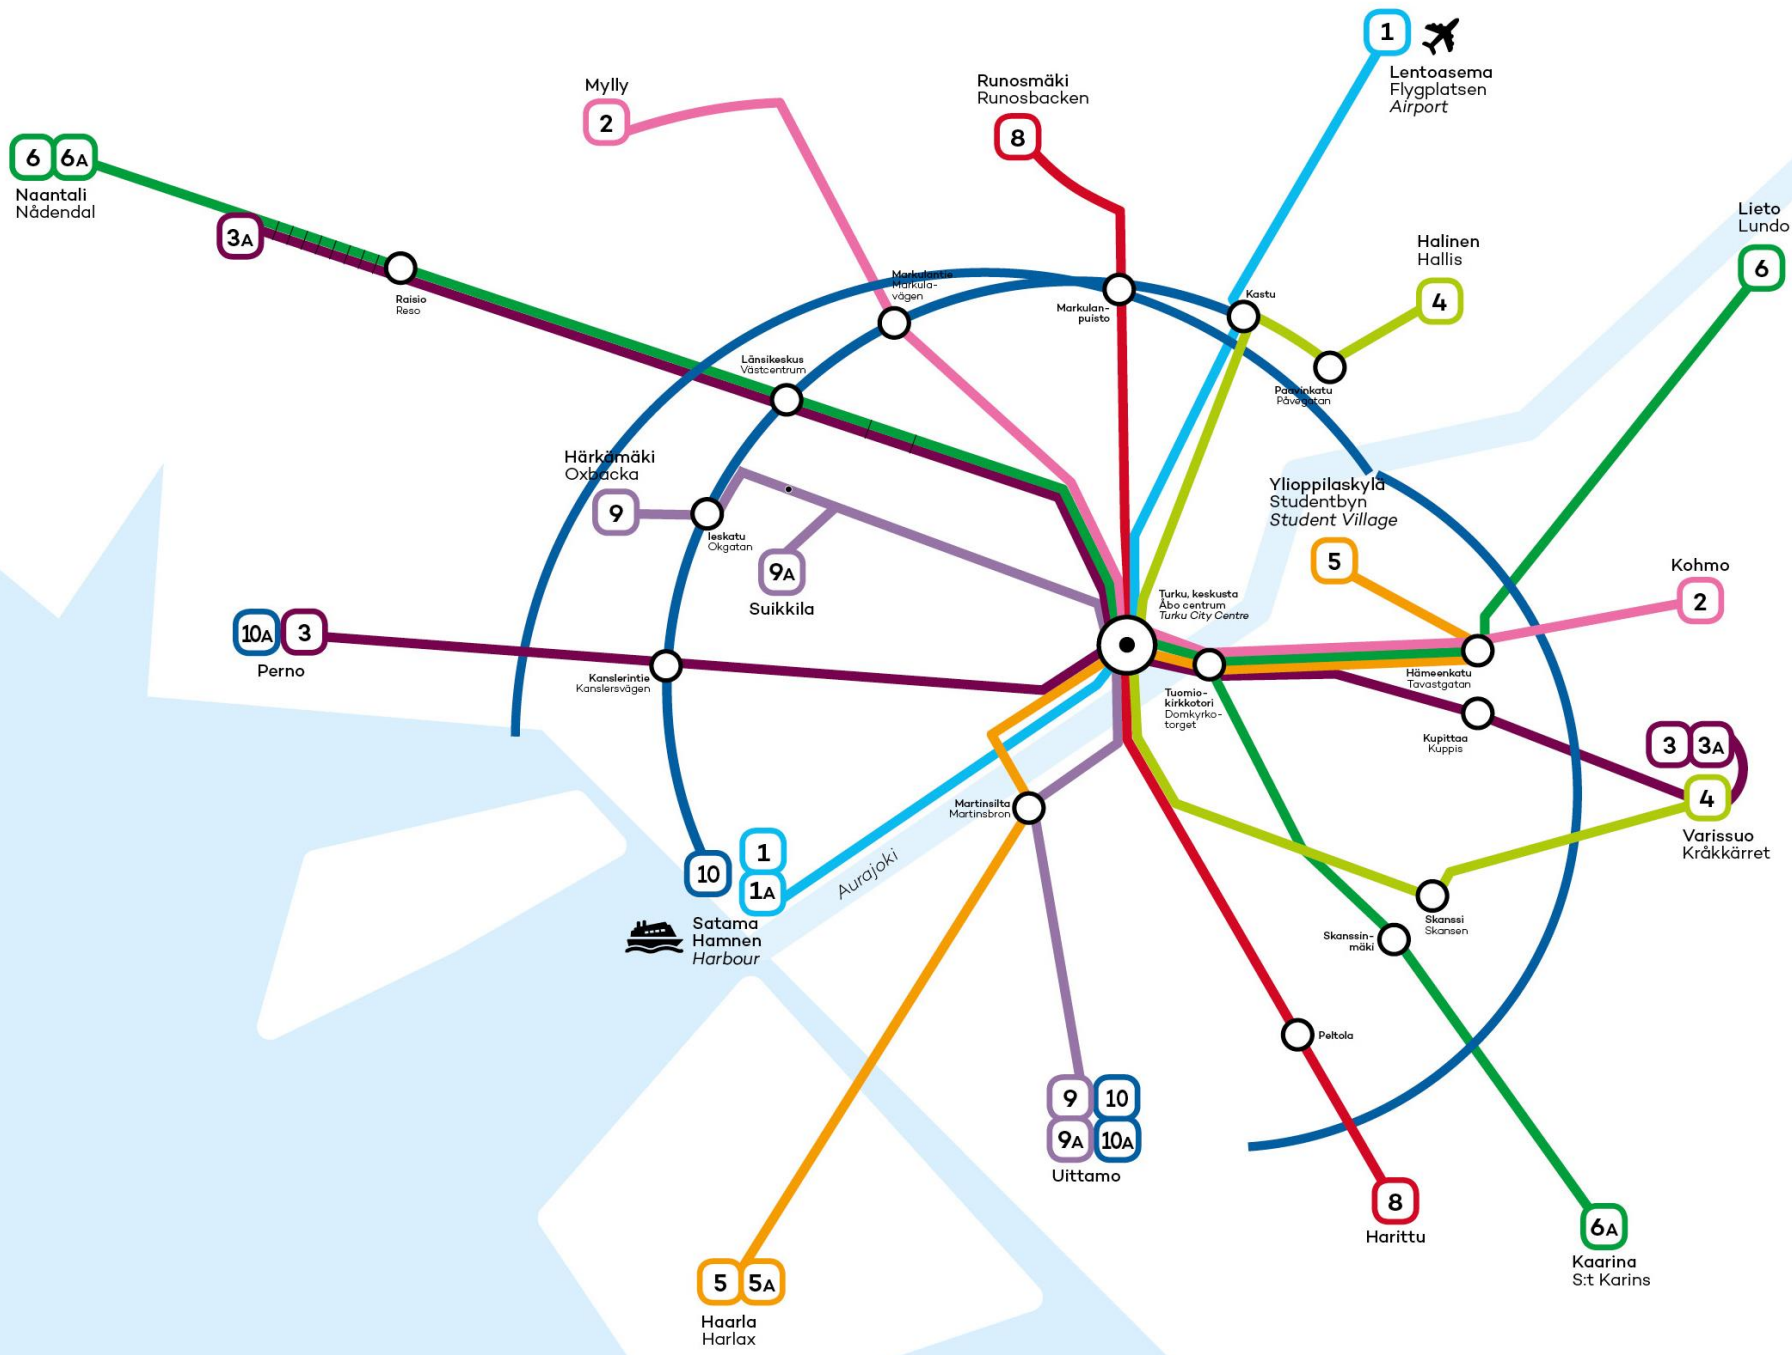 1
Lentoasema
Flygplatsen
Airport
Mylly
2
Runosmäki
Runosbacken
8
6 6A
Naantali
Nådendal
3A
Raisio
Reso
Lieto
Lundo
6
Halinen
Hallis
4
Markulantie
Markula-
vägen
Markulan-
puisto
Kastu
Paavinkatu
Påvegatan
Länsikeskus
Västcentrum
Härkämäki
Oxbacka
9
Ieskatu
Okgatan
9A
Suikkila
Ylioppilaskylä
Studentbyn
Student Village
5
Kohmo
2
Turku, keskusta
Åbo centrum
Turku City Centre
10A 3
Perno
Kanslerintie
Kanslersvägen
Tuomio-
kirkkotori
Domkyrko-
torget
Hämeenkatu
Tavastgatan
Kupittaa
Kuppis
3 3A
4
Varissuo
Kråkkärret
Martinsilta
Martinsbron
10
1
1A
Satama
Hamnen
Harbour
Aurajoki
Skanssi
Skansen
Skanssin-
mäki
Peltola
9 10
9A 10A
Uittamo
8
Harittu
6A
Kaarina
S:t Karins
5 5A
Haarla
Harlax